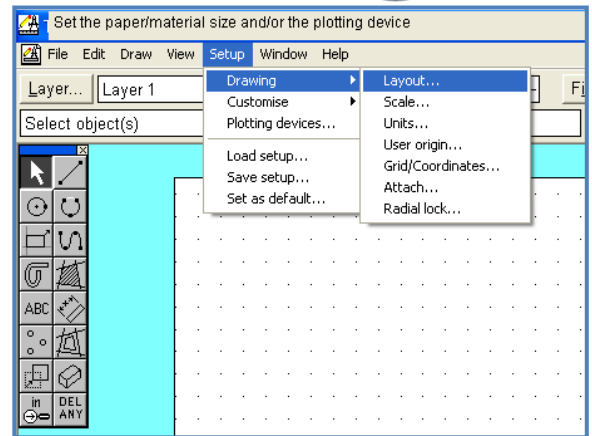 Set the paper/material size and/or the plotting device
File Edit Draw View Setup Window Help
Layer... Layer 1
Select object(s)
Drawing
Customise
Plotting devices...
Load setup...
Save setup...
Set as default...
Layout...
Scale...
Units...
User origin...
Grid/Coordinates...
Attach...
Radial lock...
ABC
in DEL
ANY